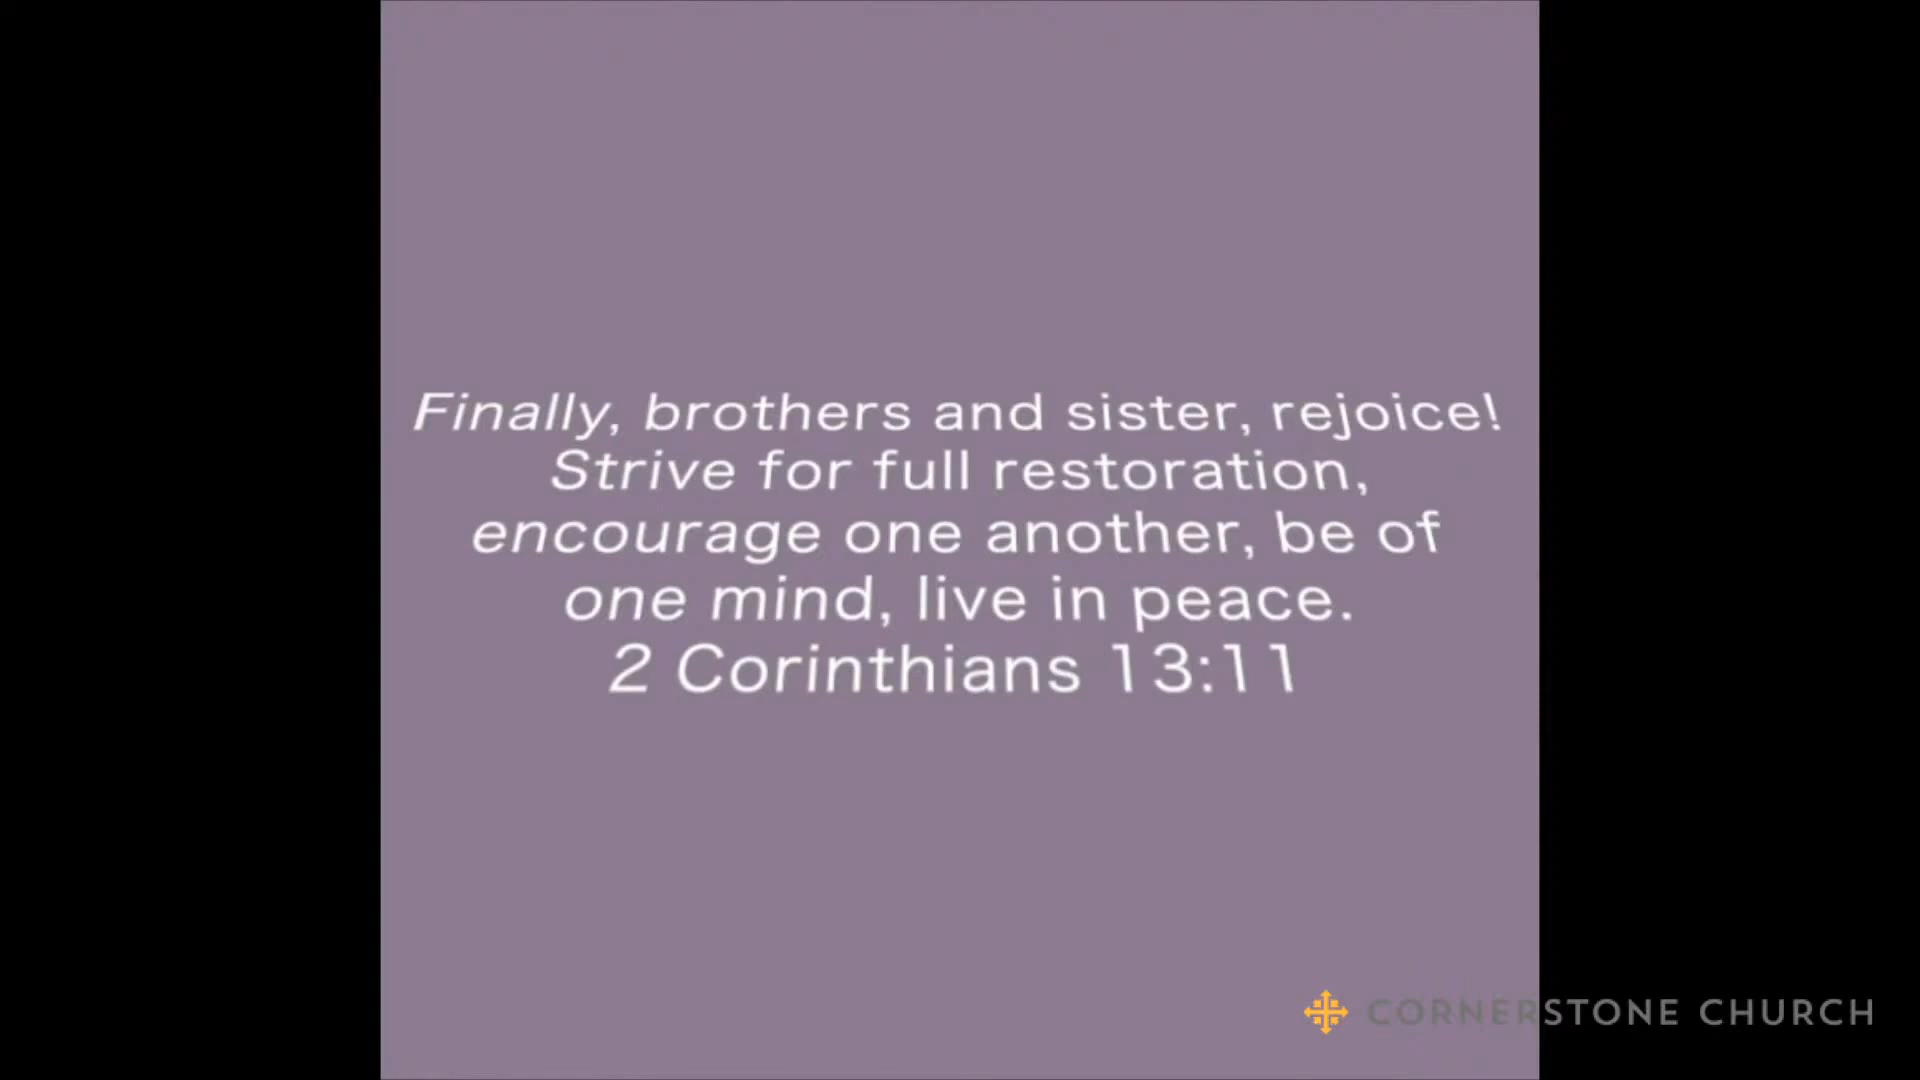 Finally, brothers and sister, rejoice!
Strive for full restoration,
encourage one another, be of
one mind, live in peace.
2 Corinthians 13:11
CORNERSTONE CHURCH